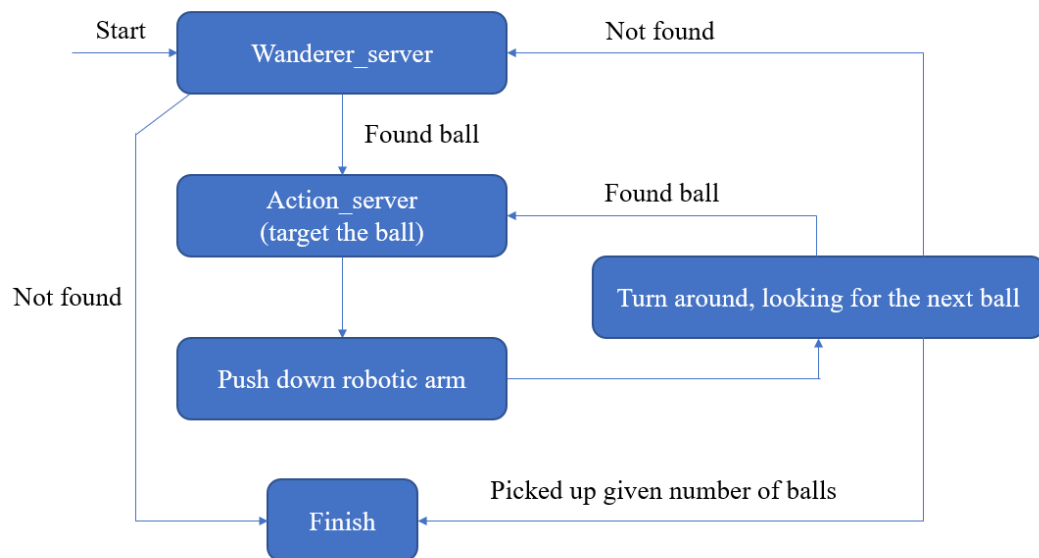 Start
Wanderer_server
Not found
Found ball
Action_server
(target the ball)
Found ball
Not found
Turn around, looking for the next ball
Push down robotic arm
Picked up given number of balls
Finish